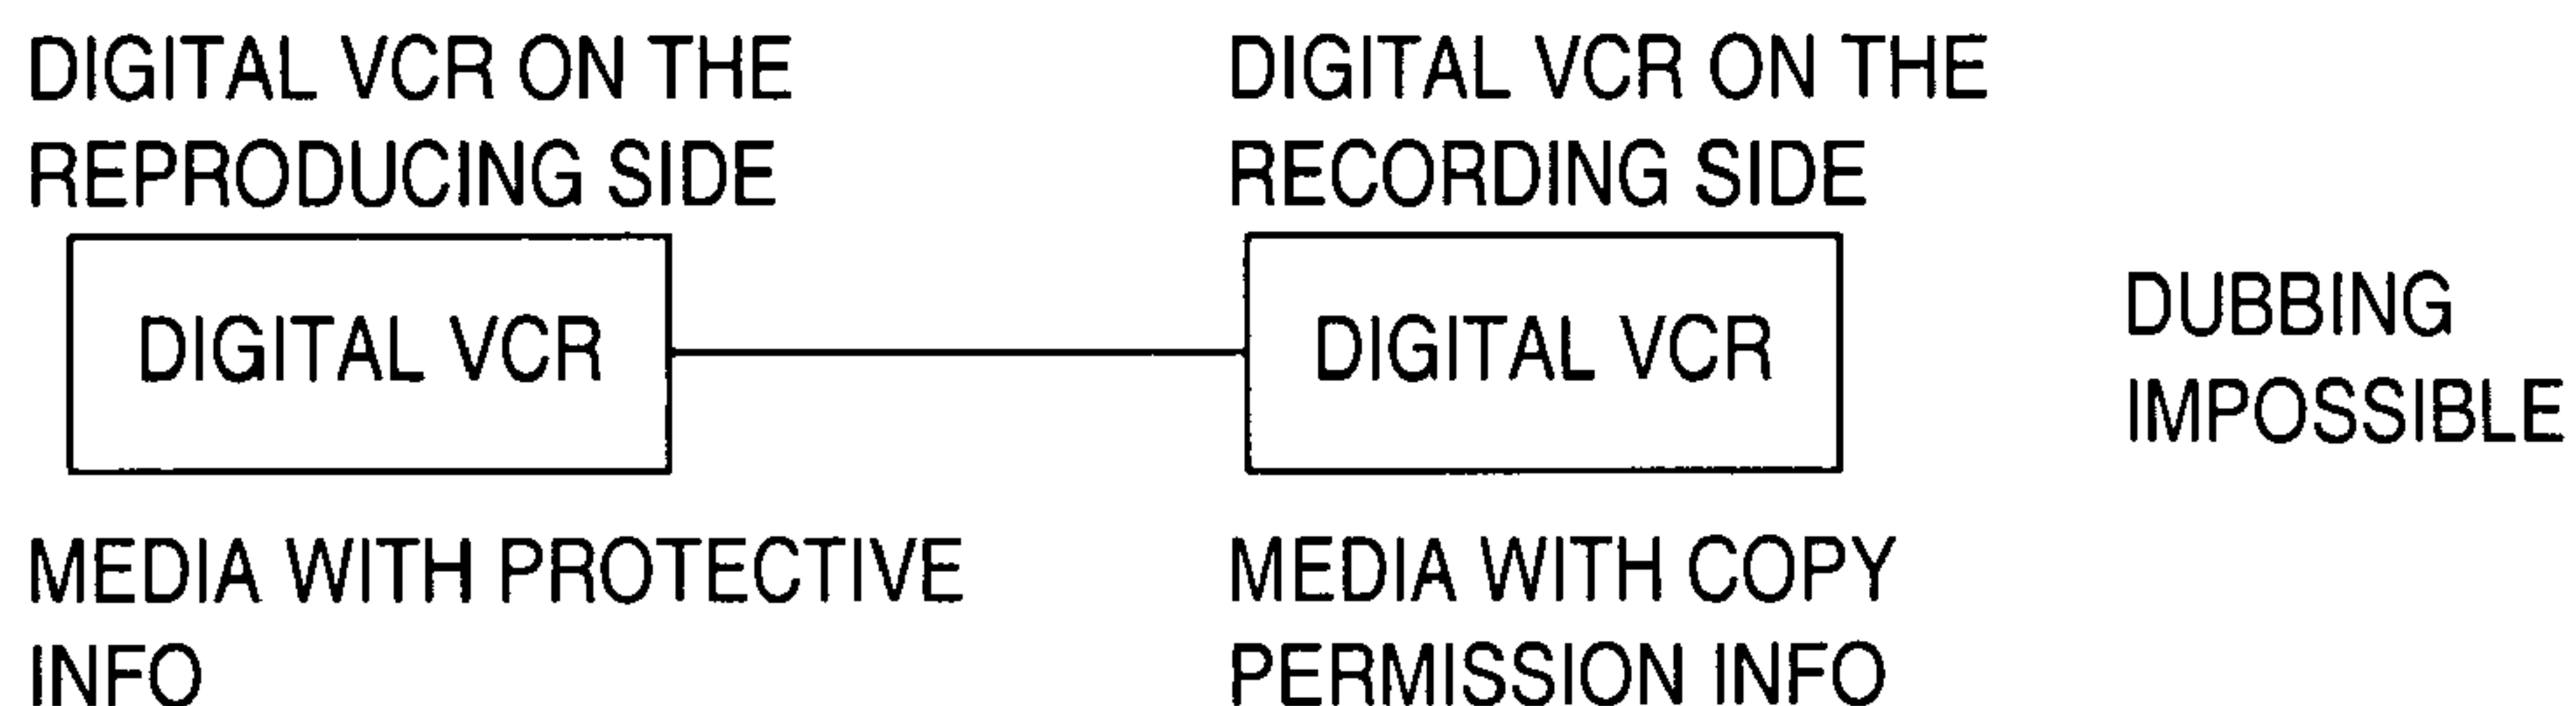 DIGITAL VCR ON THE
REPRODUCING SIDE
DIGITAL VCR ON THE
RECORDING SIDE
DIGITAL VCR
DIGITAL VCR
DUBBING
IMPOSSIBLE
MEDIA WITH PROTECTIVE
INFO
MEDIA WITH COPY
PERMISSION INFO